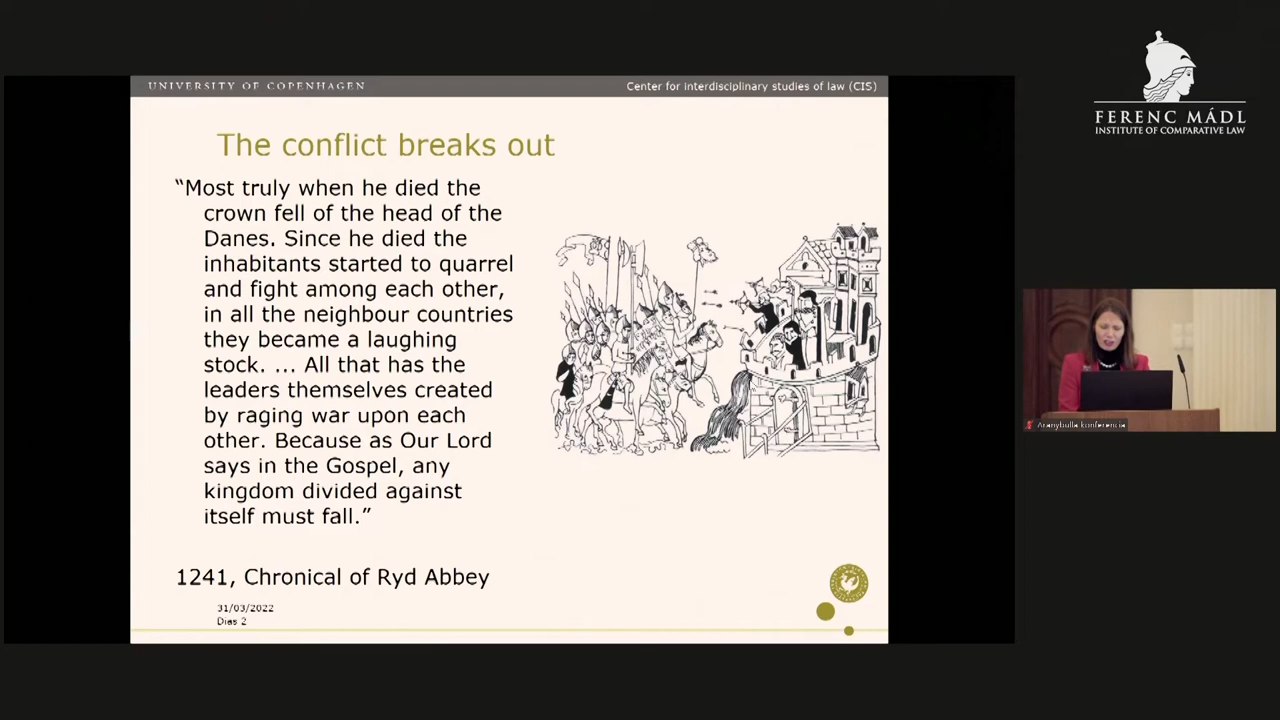 UNIVERSITY OF COPENHAGEN
Center for interdisciplinary studies of law (CIS)
FERENC MÁDL
INSTITUTE OF COMPARATIVE LAW
The conflict breaks out
“Most truly when he died the
crown fell of the head of the
Danes. Since he died the
inhabitants started to quarrel
and fight among each other,
in all the neighbour countries
they became a laughing
stock. ... All that has the
leaders themselves created
by raging war upon each
other. Because as Our Lord
says in the Gospel, any
kingdom divided against
itself must fall.”
1241, Chronical of Ryd Abbey
31/03/2022
Dias 2
Aranybulla konferencia